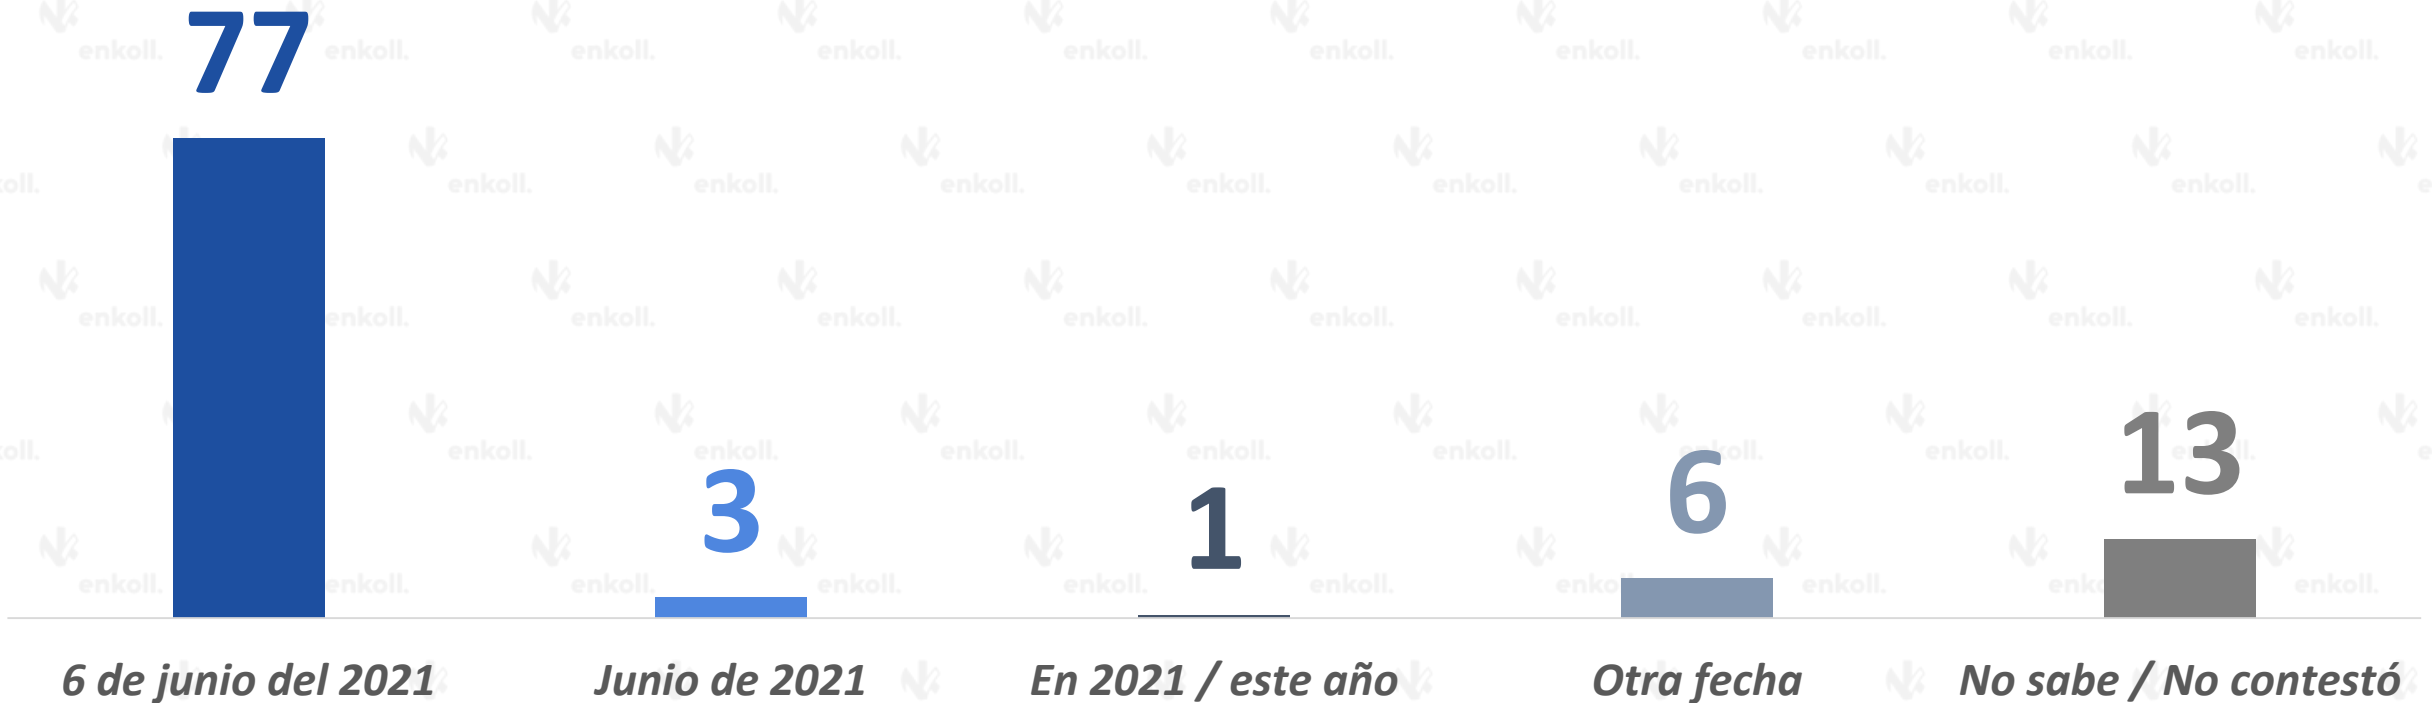 77
3
1
6
13
6 de junio del 2021
Junio de 2021
En 2021 / este año
Otra fecha
No sabe / No contestó
enkoll.